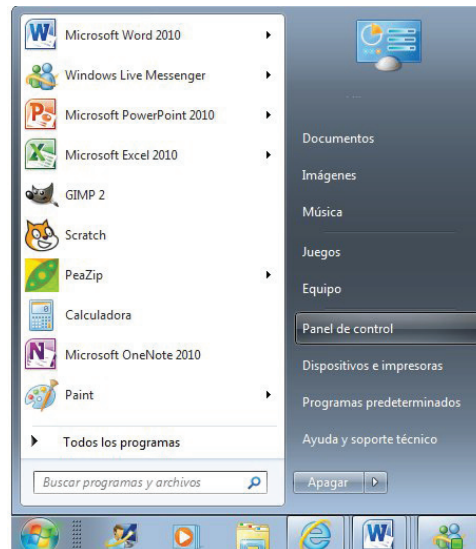 Microsoft Word 2010
Windows Live Messenger
Microsoft PowerPoint 2010
Microsoft Excel 2010
GIMP 2
Scratch
PeaZip
Calculadora
Microsoft OneNote 2010
Paint
Todos los programas
Buscar programas y archivos
Documentos
Imágenes
Música
Juegos
Equipo
Panel de control
Dispositivos e impresoras
Programas predeterminados
Ayuda y soporte técnico
Apagar